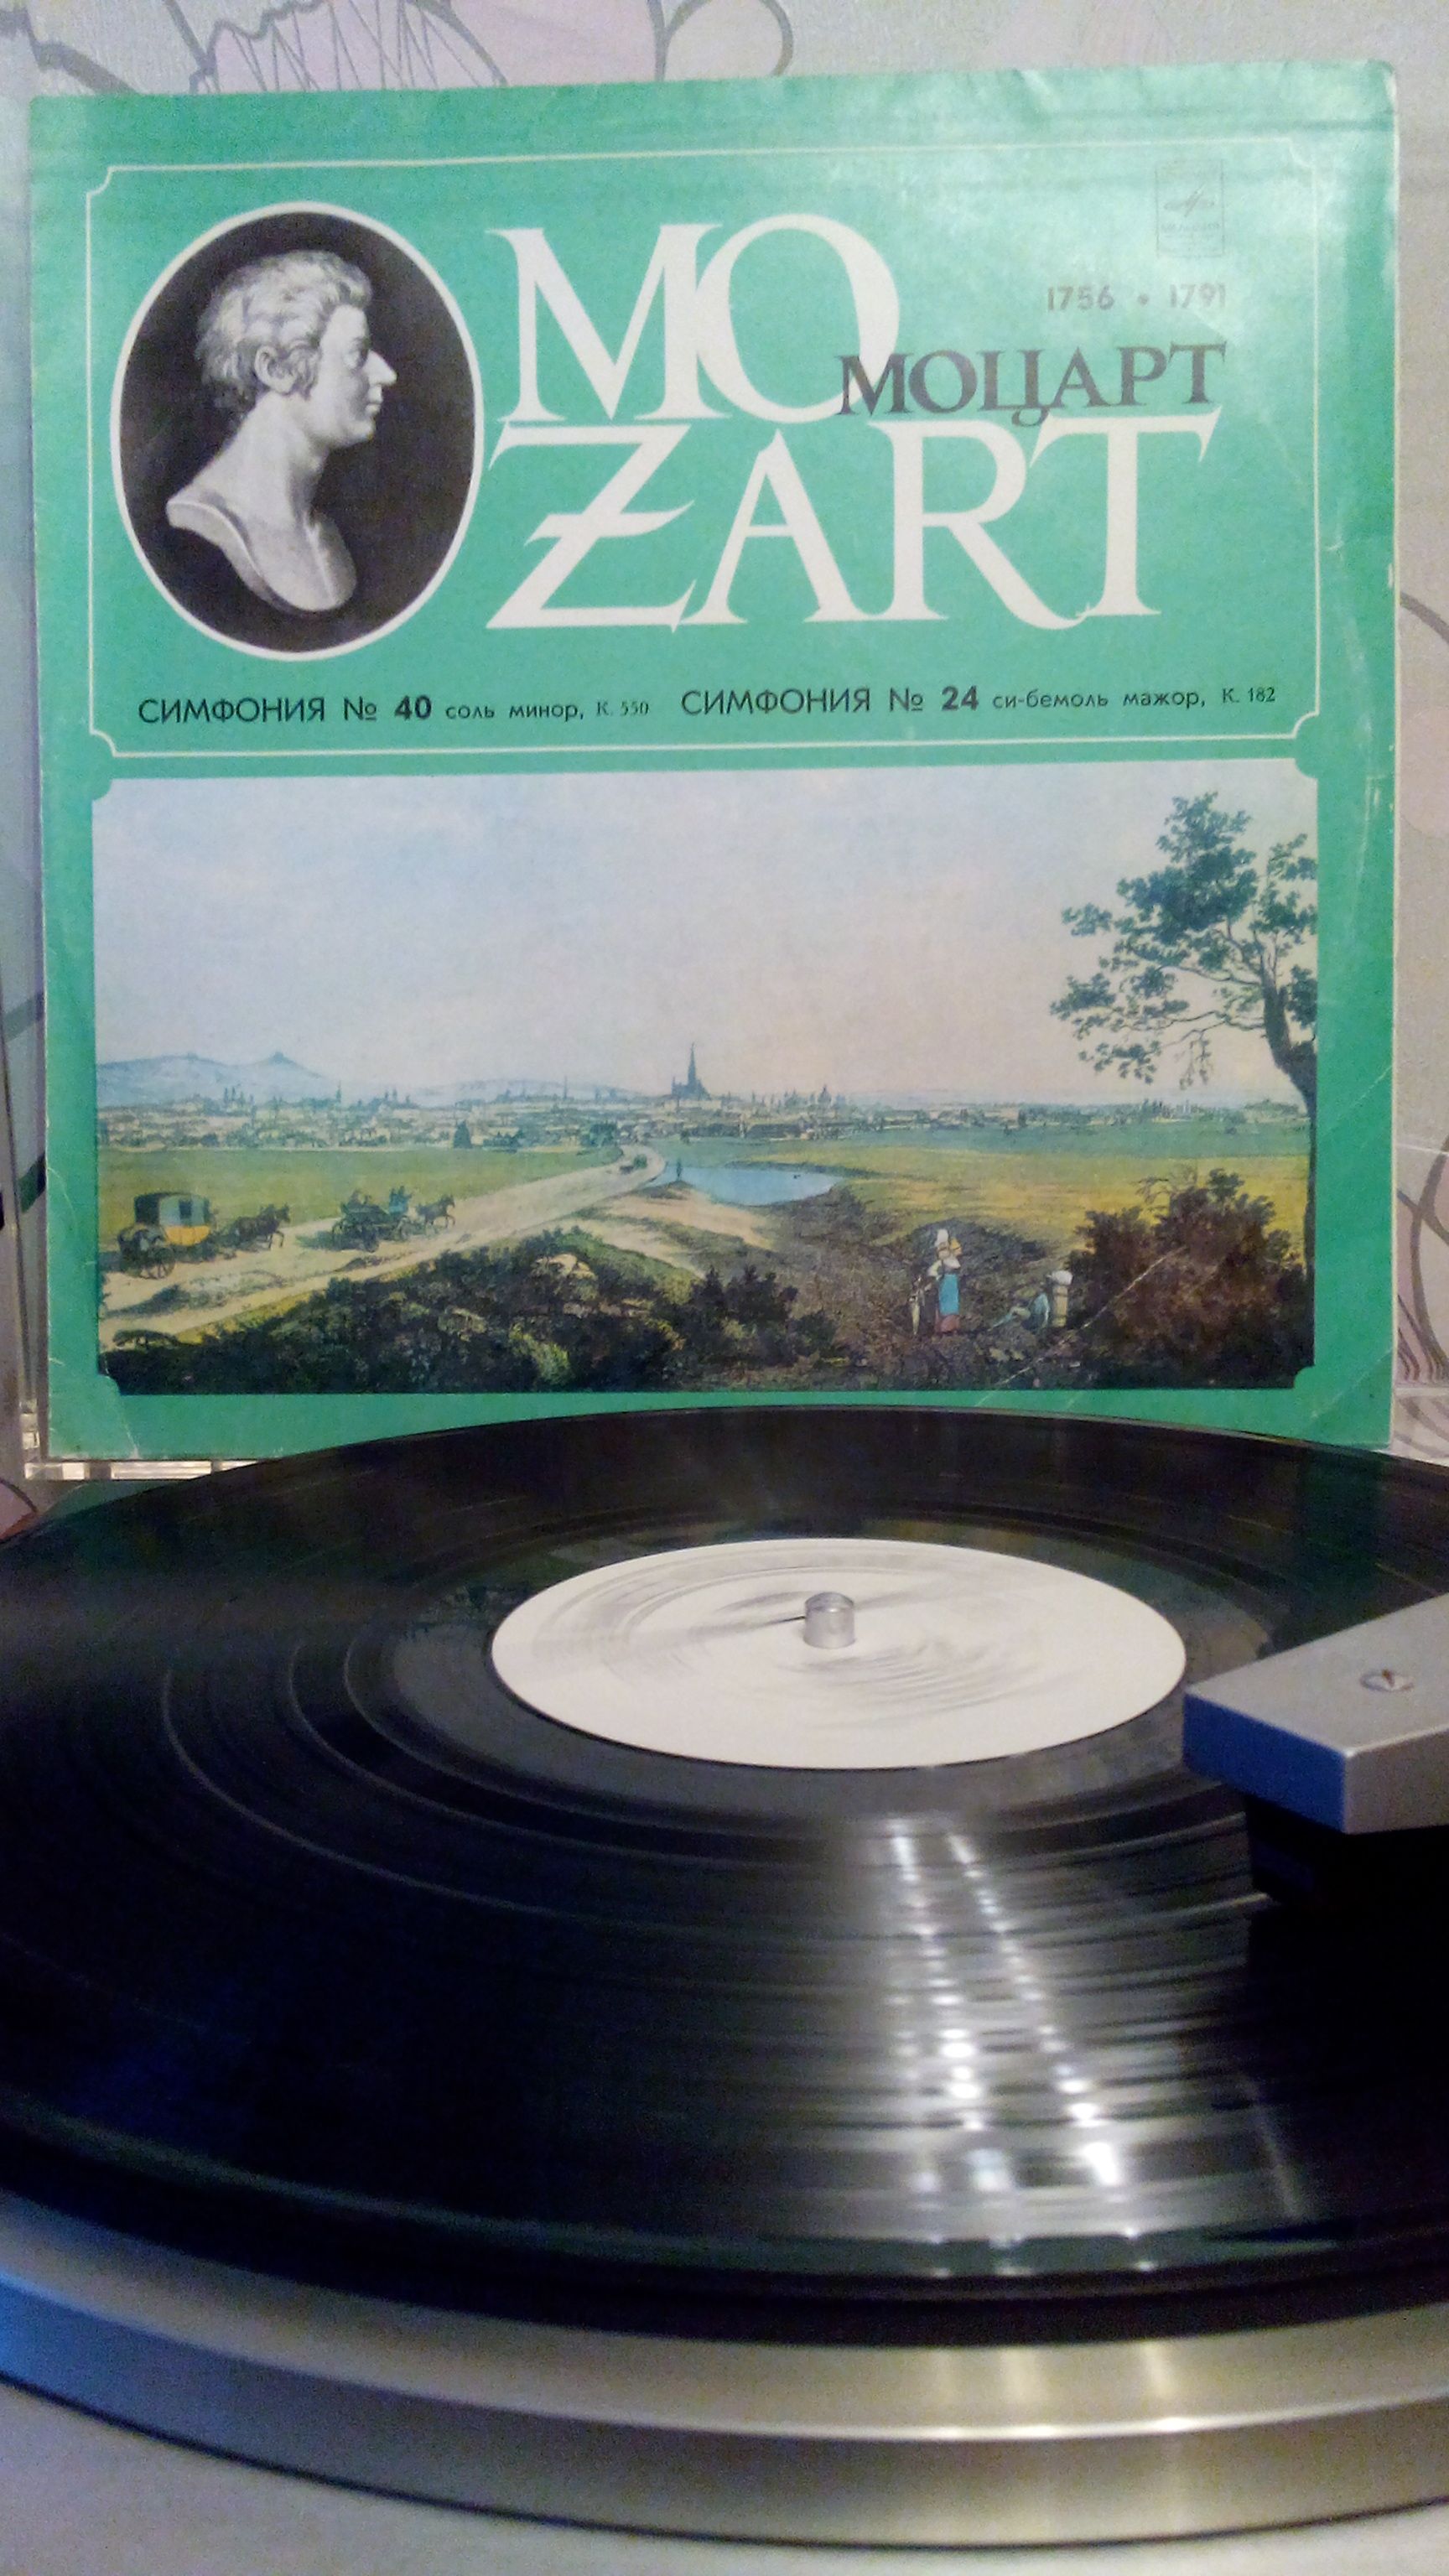 MO
1756 • 1791
МОЦАРТ
ZART
СИМФОНИЯ № 40 соль минор, К. 550 СИМФОНИЯ № 24 си-бемоль мажор, К. 182